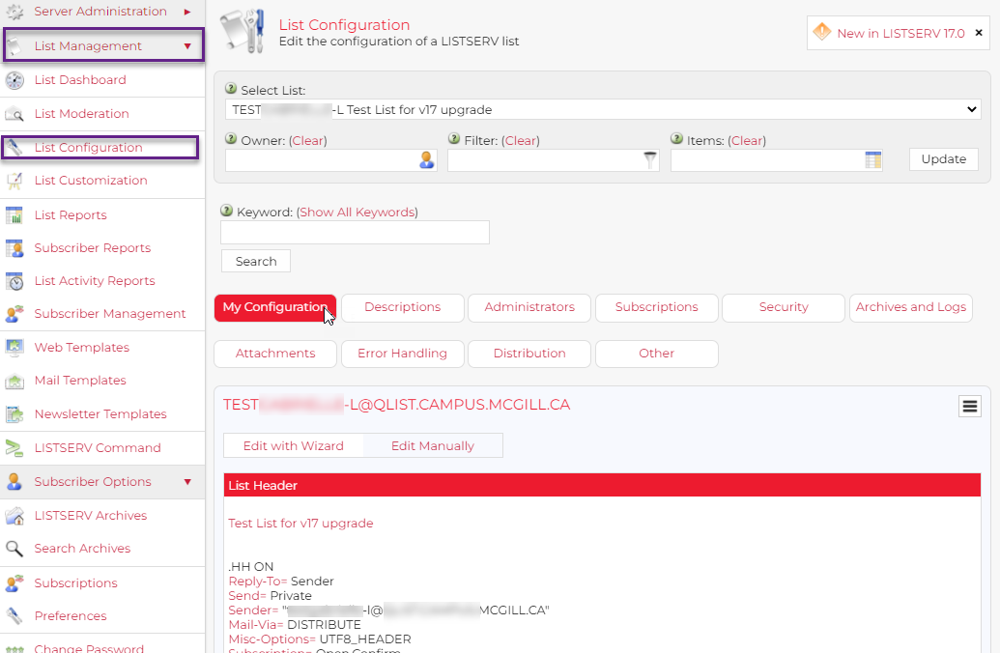 Server Administration
List Management
List Dashboard
List Moderation
List Configuration
List Customization
List Reports
Subscriber Reports
List Activity Reports
Subscriber Management
Web Templates
Mail Templates
Newsletter Templates
LISTSERV Command
Subscriber Options
LISTSERV Archives
Search Archives
Subscriptions
Preferences
Change Password
List Configuration
Edit the configuration of a LISTSERV list
New in LISTSERV 17.0 ×
Select List:
TEST -L Test List for v17 upgrade
Owner: (Clear) Filter: (Clear) Items: (Clear)
Update
Keyword: (Show All Keywords)
Search
My Configuration Descriptions Administrators Subscriptions Security Archives and Logs
Attachments Error Handling Distribution Other
TEST -L@QLIST.CAMPUS.MCGILL.CA
Edit with Wizard Edit Manually
List Header
Test List for v17 upgrade
.HH ON
Reply-To= Sender
Send= Private
Sender= " -l@ MCGILL.CA"
Mail-Via= DISTRIBUTE
Misc-Options= UTF8_HEADER
Subscription= Open,Confirm